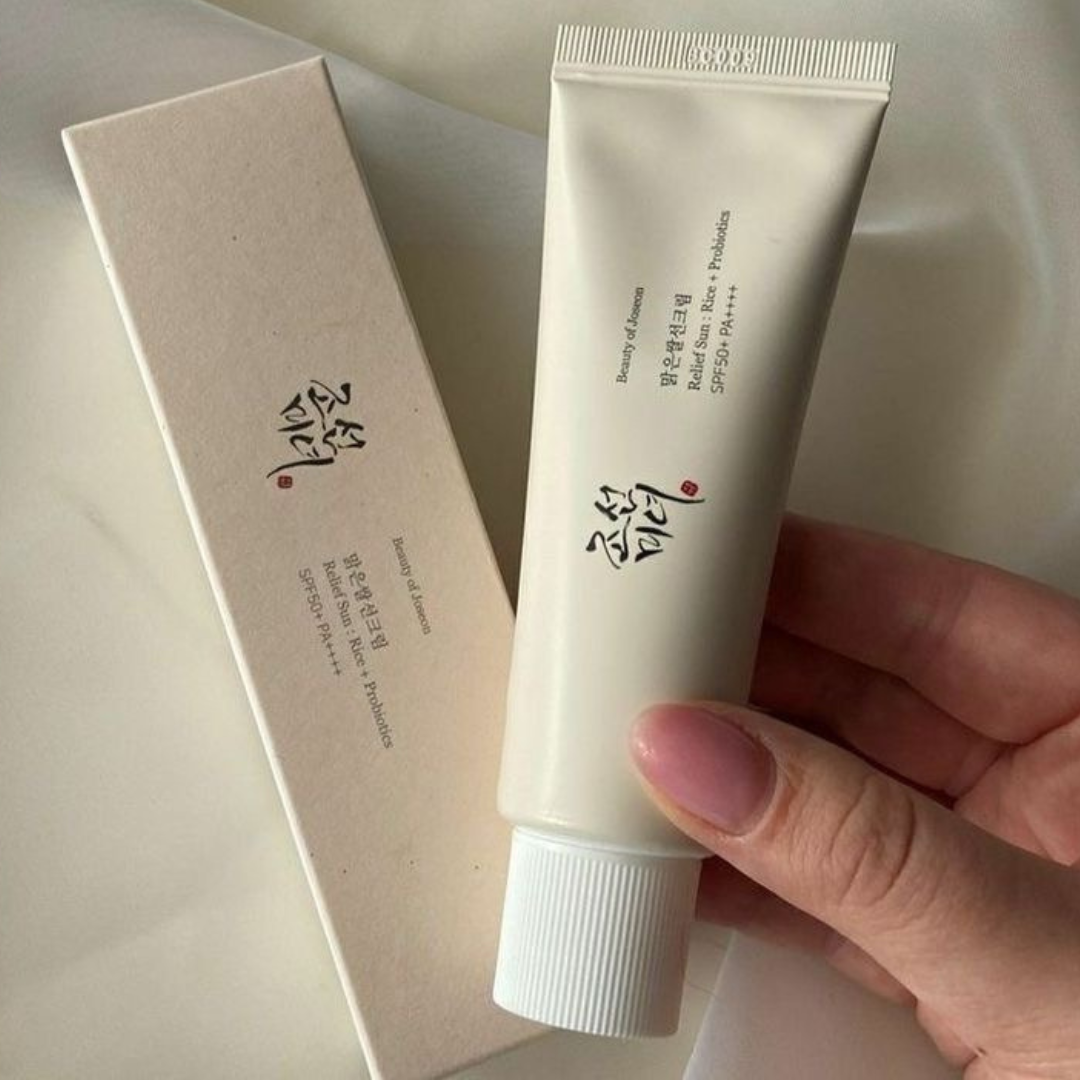 조선
미녀
Beauty of Joseon
맑은쌀선크림
Relief Sun : Rice + Probiotics
SPF50+ PA++++
조선
미녀
Beauty of Joseon
맑은쌀선크림
Relief Sun : Rice + Probiotics
SPF50+ PA++++